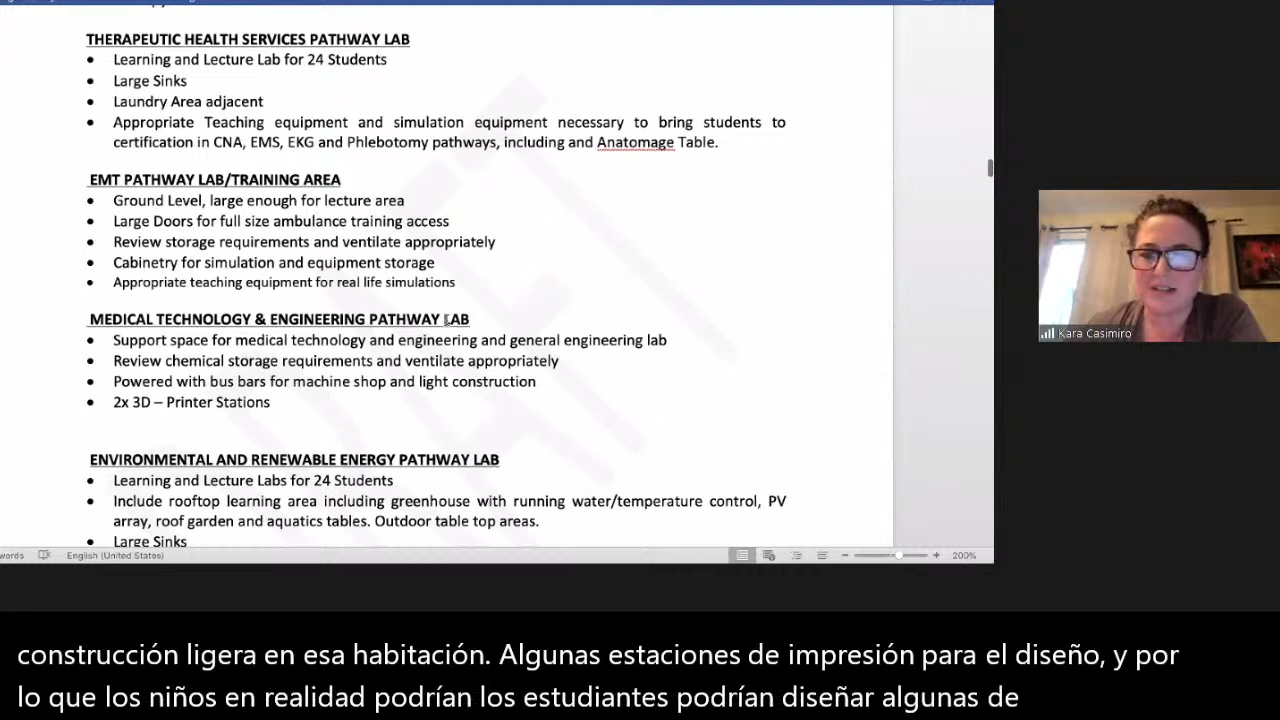 THERAPEUTIC HEALTH SERVICES PATHWAY LAB
• Learning and Lecture Lab for 24 Students
• Large Sinks
• Laundry Area adjacent
• Appropriate Teaching equipment and simulation equipment necessary to bring students to
certification in CNA, EMS, EKG and Phlebotomy pathways, including and Anatomage Table.
EMT PATHWAY LAB/TRAINING AREA
• Ground Level, large enough for lecture area
• Large Doors for full size ambulance training access
• Review storage requirements and ventilate appropriately
• Cabinetry for simulation and equipment storage
• Appropriate teaching equipment for real life simulations
MEDICAL TECHNOLOGY & ENGINEERING PATHWAY LAB
• Support space for medical technology and engineering and general engineering lab
• Review chemical storage requirements and ventilate appropriately
• Powered with bus bars for machine shop and light construction
• 2x 3D – Printer Stations
ENVIRONMENTAL AND RENEWABLE ENERGY PATHWAY LAB
• Learning and Lecture Labs for 24 Students
• Include rooftop learning area including greenhouse with running water/temperature control, PV
array, roof garden and aquatics tables. Outdoor table top areas.
• Large Sinks
words English (United States) 200%
Kara Casimiro
construcción ligera en esa habitación. Algunas estaciones de impresión para el diseño, y por
lo que los niños en realidad podrían los estudiantes podrían diseñar algunas de